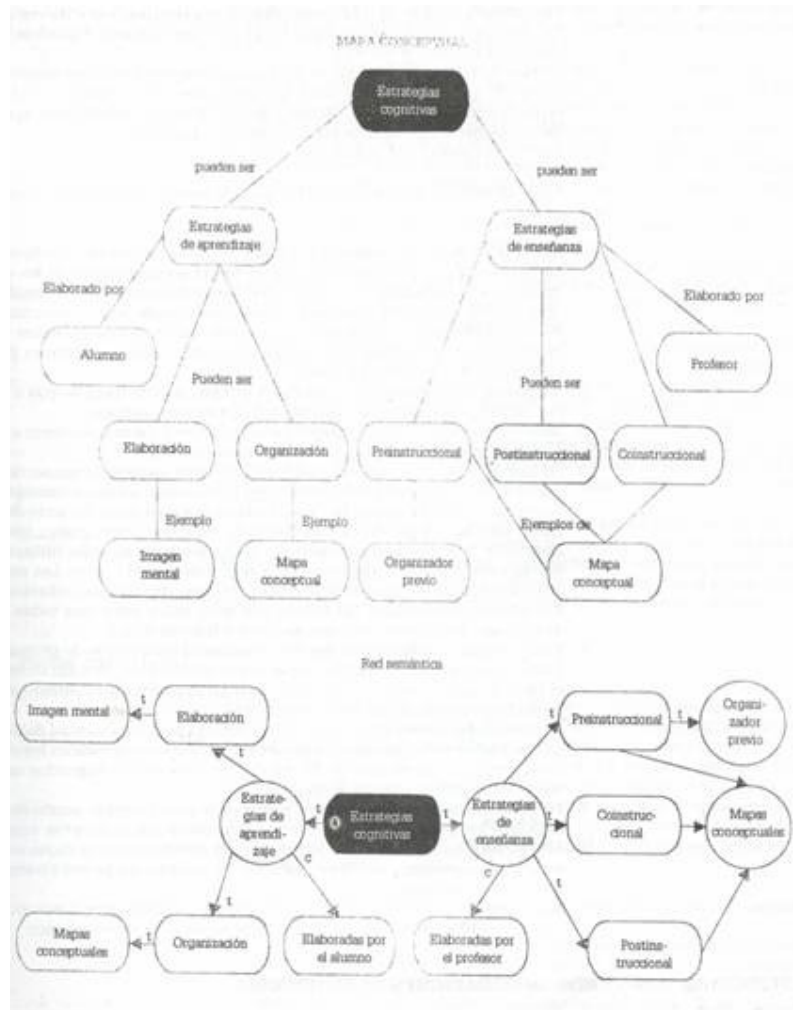 MAPA CONCEPTUAL
Estrategias
cognitivas
pueden ser
pueden ser
Estrategias
de aprendizaje
Estrategias
de enseñanza
Elaborado por
Elaborado por
Alumno
Profesor
Pueden ser
Pueden ser
Elaboración
Organización
Preinstruccional
Postinstruccional
Coinstruccional
Ejemplo
Ejemplo
Ejemplos de
Imagen
mental
Mapa
conceptual
Organizador
previo
Mapa
conceptual
Red semántica
Imagen mental
t
Elaboración
t
Preinstruccional
t
Organi-
zador
previo
t
Estrate-
gias de
aprendi-
zaje
t
Estrategias
cognitivas
t
Estrategias
de
enseñanza
t
Coinstruc-
cional
Mapas
conceptuales
t
c
c
t
Mapas
conceptuales
t
Organización
Elaboradas por
el alumno
Elaboradas por
el profesor
Postins-
truccional